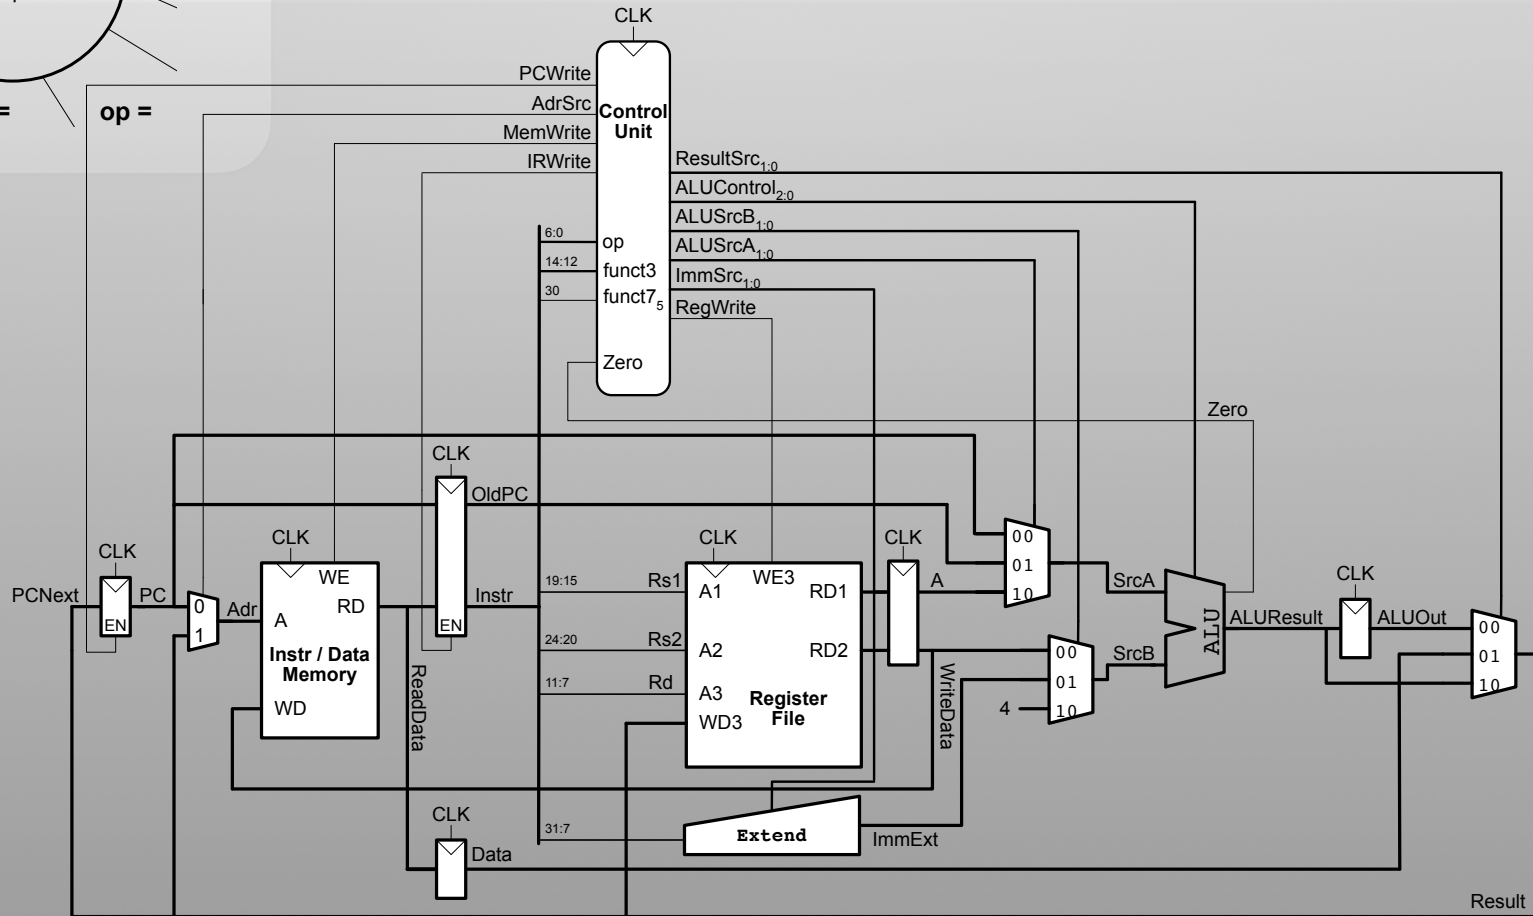 CLK
PCWrite
AdrSrc
= op =
Control
Unit
MemWrite
IRWrite
ResultSrc1:0
ALUControl2:0
ALUSrcB1:0
ALUSrcA1:0
ImmSrc1:0
RegWrite
6:0
op
14:12
funct3
30
funct75
Zero
Zero
CLK
OldPC
CLK
CLK
CLK
CLK
PCNext
PC
EN
0
1
Adr
WE
A
RD
Instr / Data
Memory
WD
EN
Instr
ReadData
19:15
Rs1
A1
WE3
RD1
24:20
Rs2
A2
RD2
11:7
Rd
A3
WD3
Register
File
A
WriteData
00
01
10
SrcA
00
01
10
4
SrcB
ALU
ALUResult
CLK
ALUOut
00
01
10
CLK
Data
31:7
Extend
ImmExt
Result